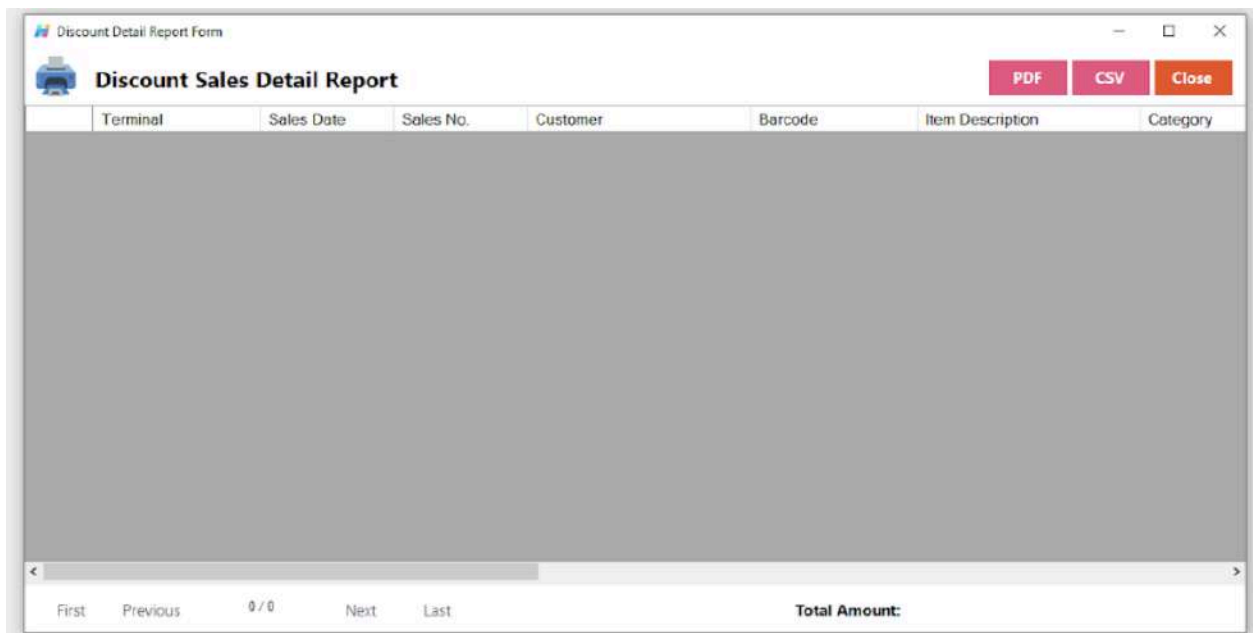 Discount Detail Report Form
Discount Sales Detail Report PDF CSV Close
Terminal Sales Date Sales No. Customer Barcode Item Description Category
First Previous 0 / 0 Next Last Total Amount: